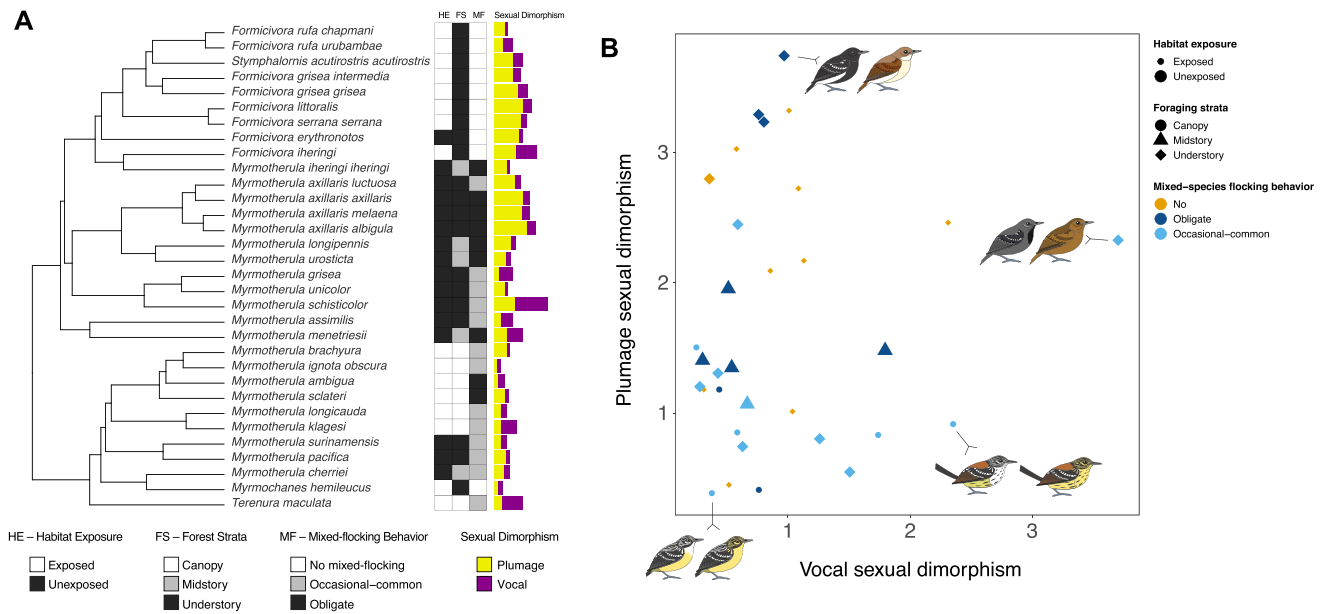 A
HE FS MF Sexual Dimorphism
Formicivora rufa chapmani
Formicivora rufa urubambae
Stymphalornis acutirostris acutirostris
Formicivora grisea intermedia
Formicivora grisea grisea
Formicivora littoralis
Formicivora serrana serrana
Formicivora erythronotos
Formicivora iheringi
Myrmotherula iheringi iheringi
Myrmotherula axillaris luctuosa
Myrmotherula axillaris axillaris
Myrmotherula axillaris melaena
Myrmotherula axillaris albigula
Myrmotherula longipennis
Myrmotherula urosticta
Myrmotherula grisea
Myrmotherula unicolor
Myrmotherula schisticolor
Myrmotherula assimilis
Myrmotherula menetriesii
Myrmotherula brachyura
Myrmotherula ignota obscura
Myrmotherula ambigua
Myrmotherula sclateri
Myrmotherula longicauda
Myrmotherula klagesi
Myrmotherula surinamensis
Myrmotherula pacifica
Myrmotherula cherriei
Myrmochanes hemileucus
Terenura maculata
HE – Habitat Exposure
Exposed
Unexposed
FS – Forest Strata
Canopy
Midstory
Understory
MF – Mixed-flocking Behavior
No mixed-flocking
Occasional–common
Obligate
Sexual Dimorphism
Plumage
Vocal
B
Plumage sexual dimorphism
3
2
1
1 2 3
Vocal sexual dimorphism
Habitat exposure
Exposed
Unexposed
Foraging strata
Canopy
Midstory
Understory
Mixed–species flocking behavior
No
Obligate
Occasional–common